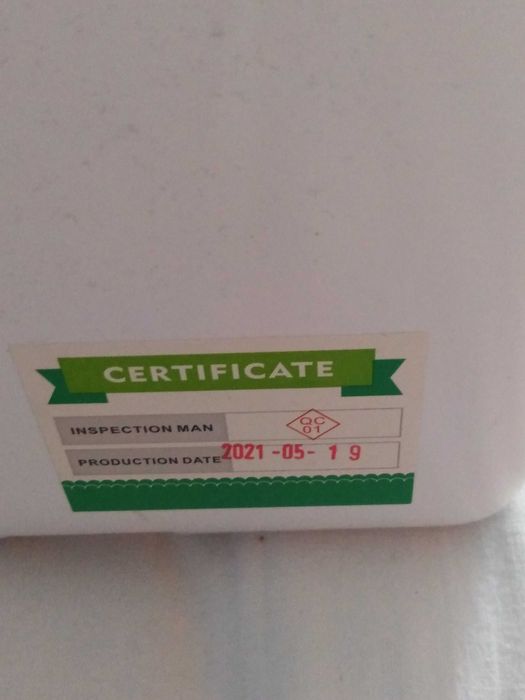 CERTIFICATE
INSPECTION MAN
QC
01
PRODUCTION DATE 2021-05-19